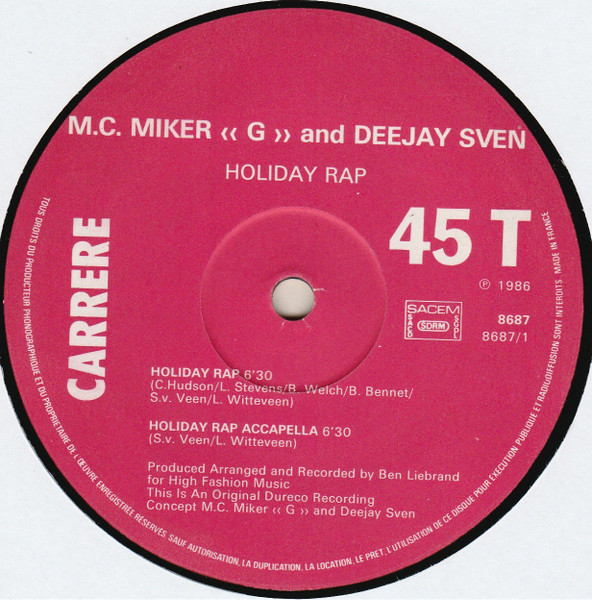 M.C. MIKER ‹‹ G ›› and DEEJAY SVEN
HOLIDAY RAP
CARRERE
45 T
℗ 1986
SACEM
SACD
SDRM
SGDL
8687
8687/1
HOLIDAY RAP 6'30
(C.Hudson/L. Stevens/R. Welch/B. Bennet/
S.v. Veen/L. Witteveen)
HOLIDAY RAP ACCAPELLA 6'30
(S.v. Veen/L. Witteveen)
Produced Arranged and Recorded by Ben Liebrand
for High Fashion Music
This Is An Original Dureco Recording
Concept M.C. Miker ‹‹ G ›› and Deejay Sven
TOUS DROITS DU PRODUCTEUR PHONOGRAPHIQUE ET DU PROPRIETAIRE DE L'ŒUVRE ENREGISTREE RESERVES. SAUF AUTORISATION, LA DUPLICATION, LA LOCATION, LE PRET, L'UTILISATION DE CE DISQUE POUR EXECUTION PUBLIQUE ET RADIODIFFUSION SONT INTERDITS. MADE IN FRANCE